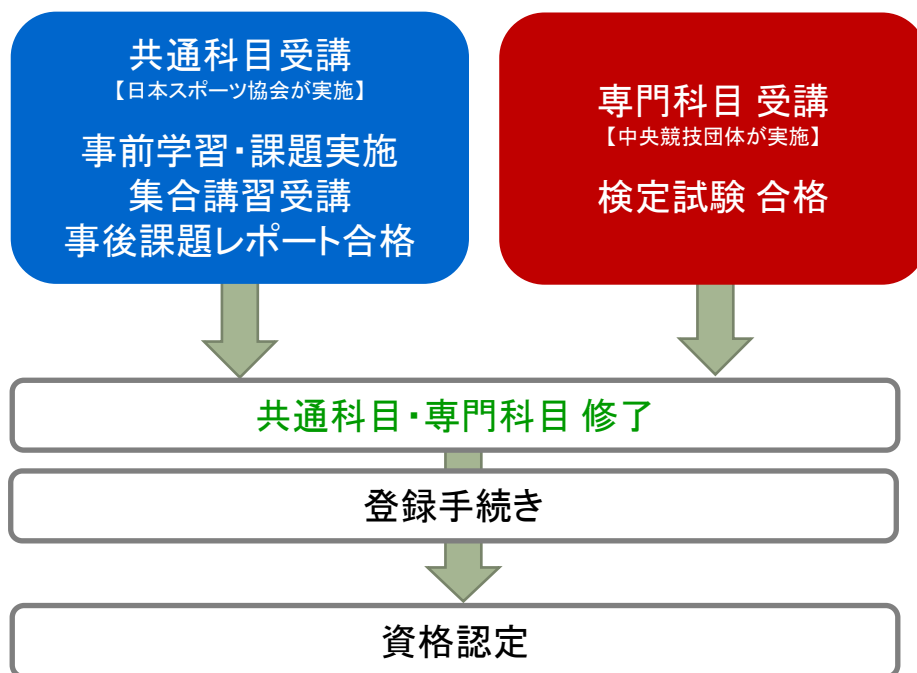 共通科目受講
【日本スポーツ協会が実施】
事前学習・課題実施
集合講習受講
事後課題レポート合格
専門科目 受講
【中央競技団体が実施】
検定試験 合格
共通科目・専門科目 修了
登録手続き
資格認定